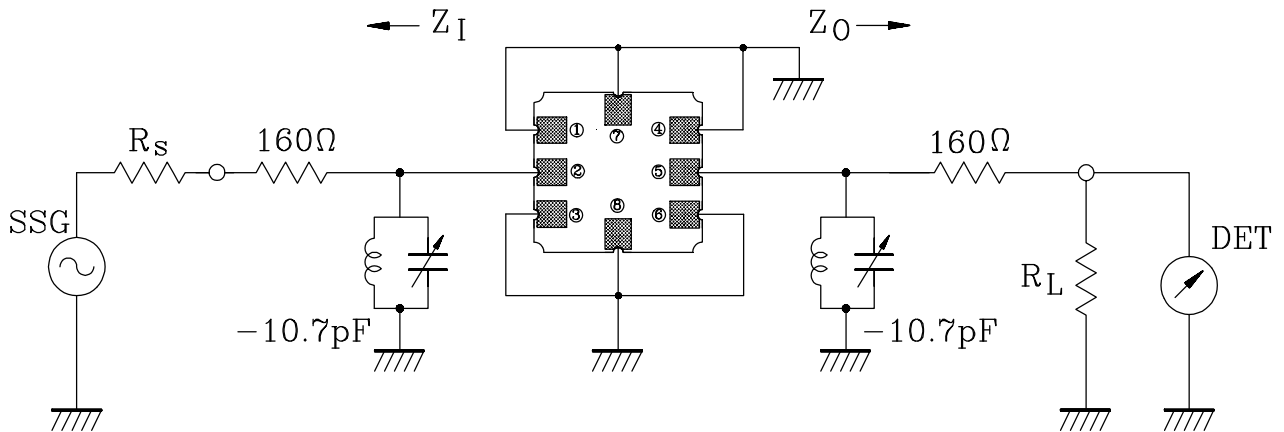 Z_I
Z_O
R_s
160Ω
① ⑦ ④
160Ω
② ⑤
SSG
③ ⑧ ⑥
DET
R_L
-10.7pF
-10.7pF